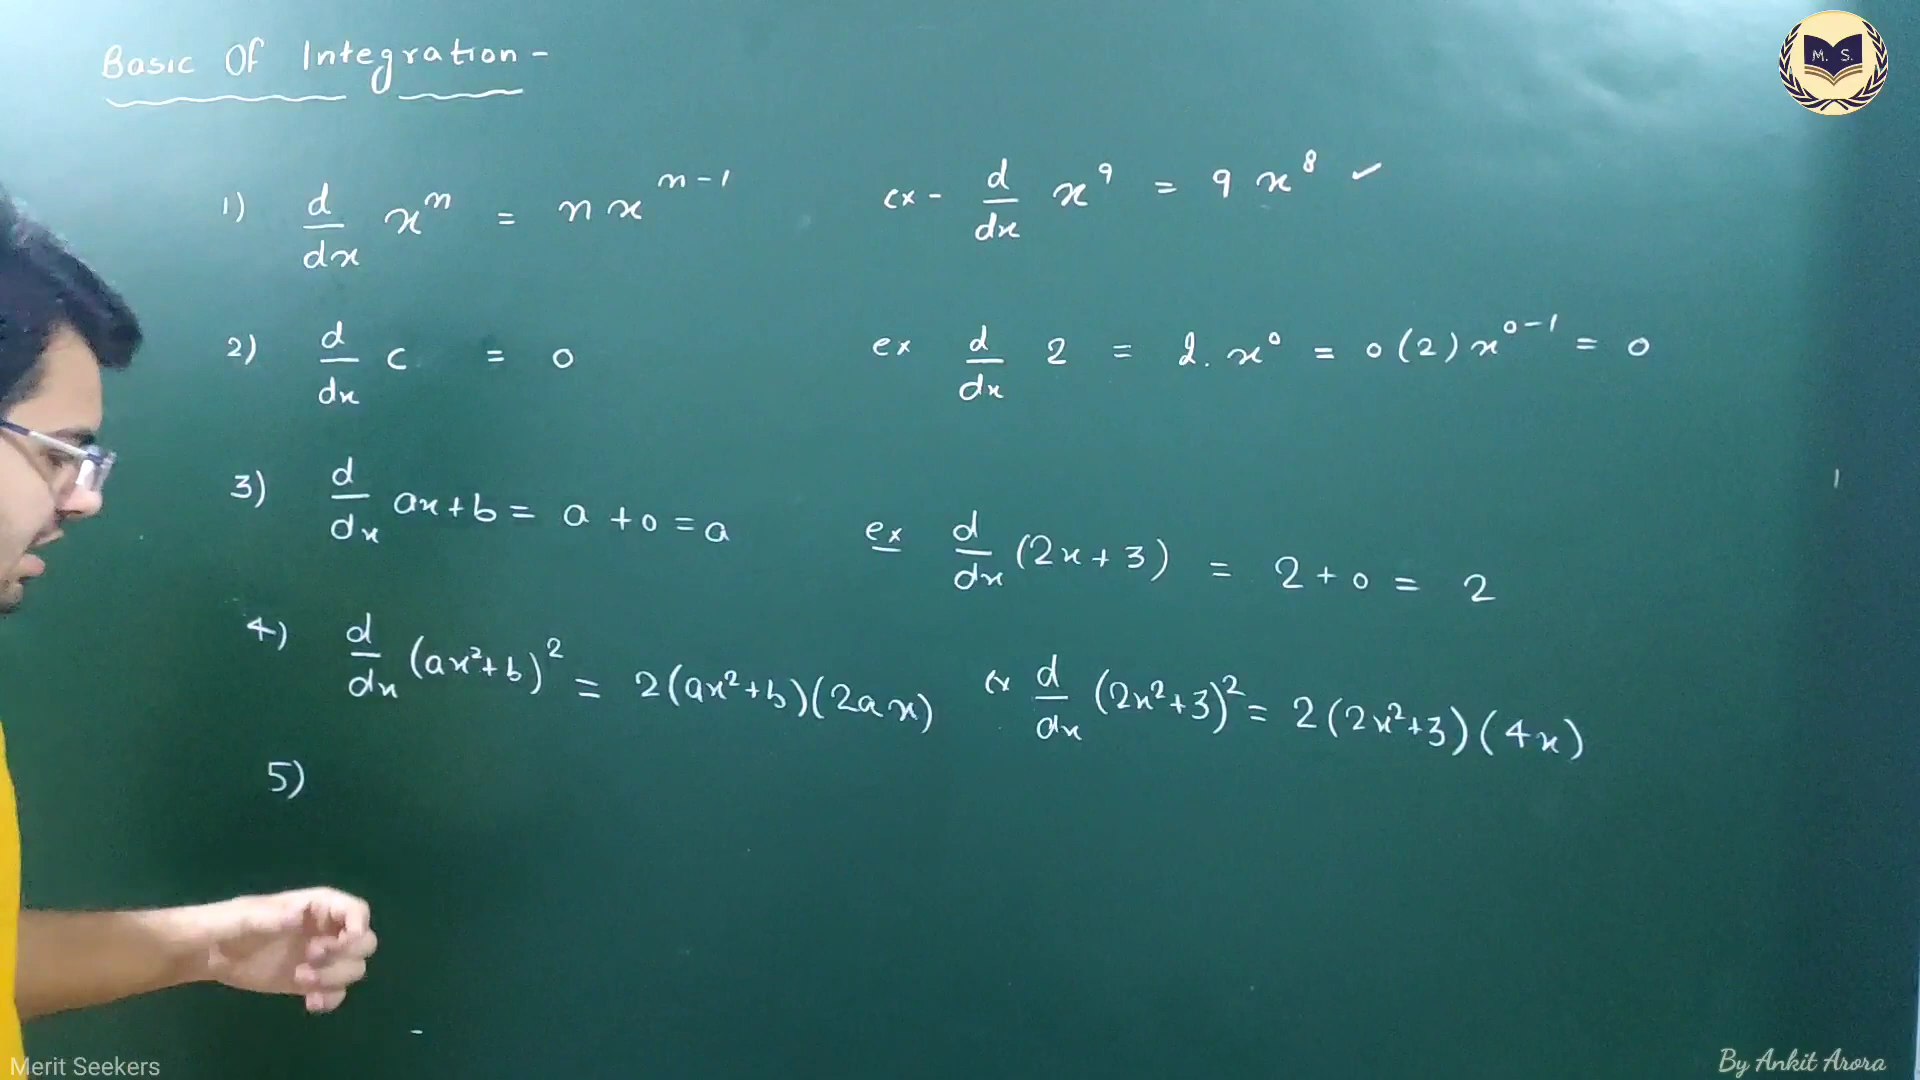 Basic Of Integration -
M. S.
1) d/dx x^n = n x^(n-1) ex - d/dx x^9 = 9 x^8 ✓
2) d/dx c = 0 ex d/dx 2 = 2. x^0 = 0(2) x^(0-1) = 0
3) d/dx ax+b = a + 0 = a ex d/dx (2x+3) = 2 + 0 = 2
4) d/dx (ax²+b)² = 2(ax²+b)(2ax) ex d/dx (2x²+3)² = 2(2x²+3)(4x)
5)
Merit Seekers
By Ankit Arora